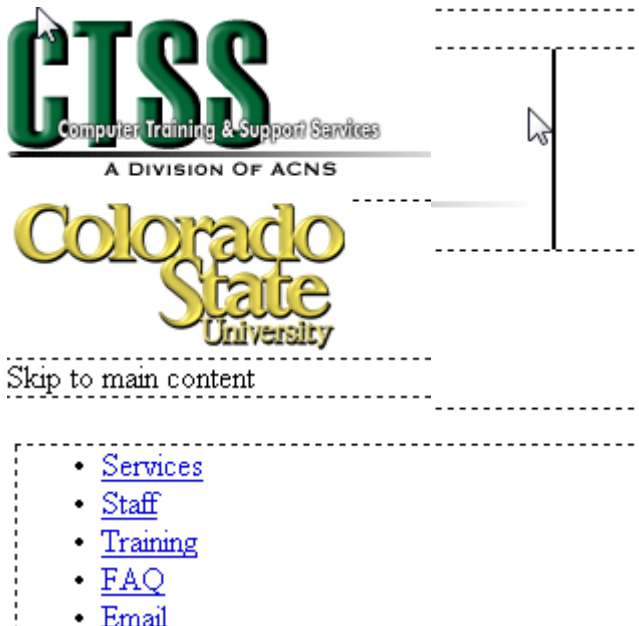 CTSS
Computer Training & Support Services
A DIVISION OF ACNS
Colorado
State
University
Skip to main content
• Services
• Staff
• Training
• FAQ
• Email